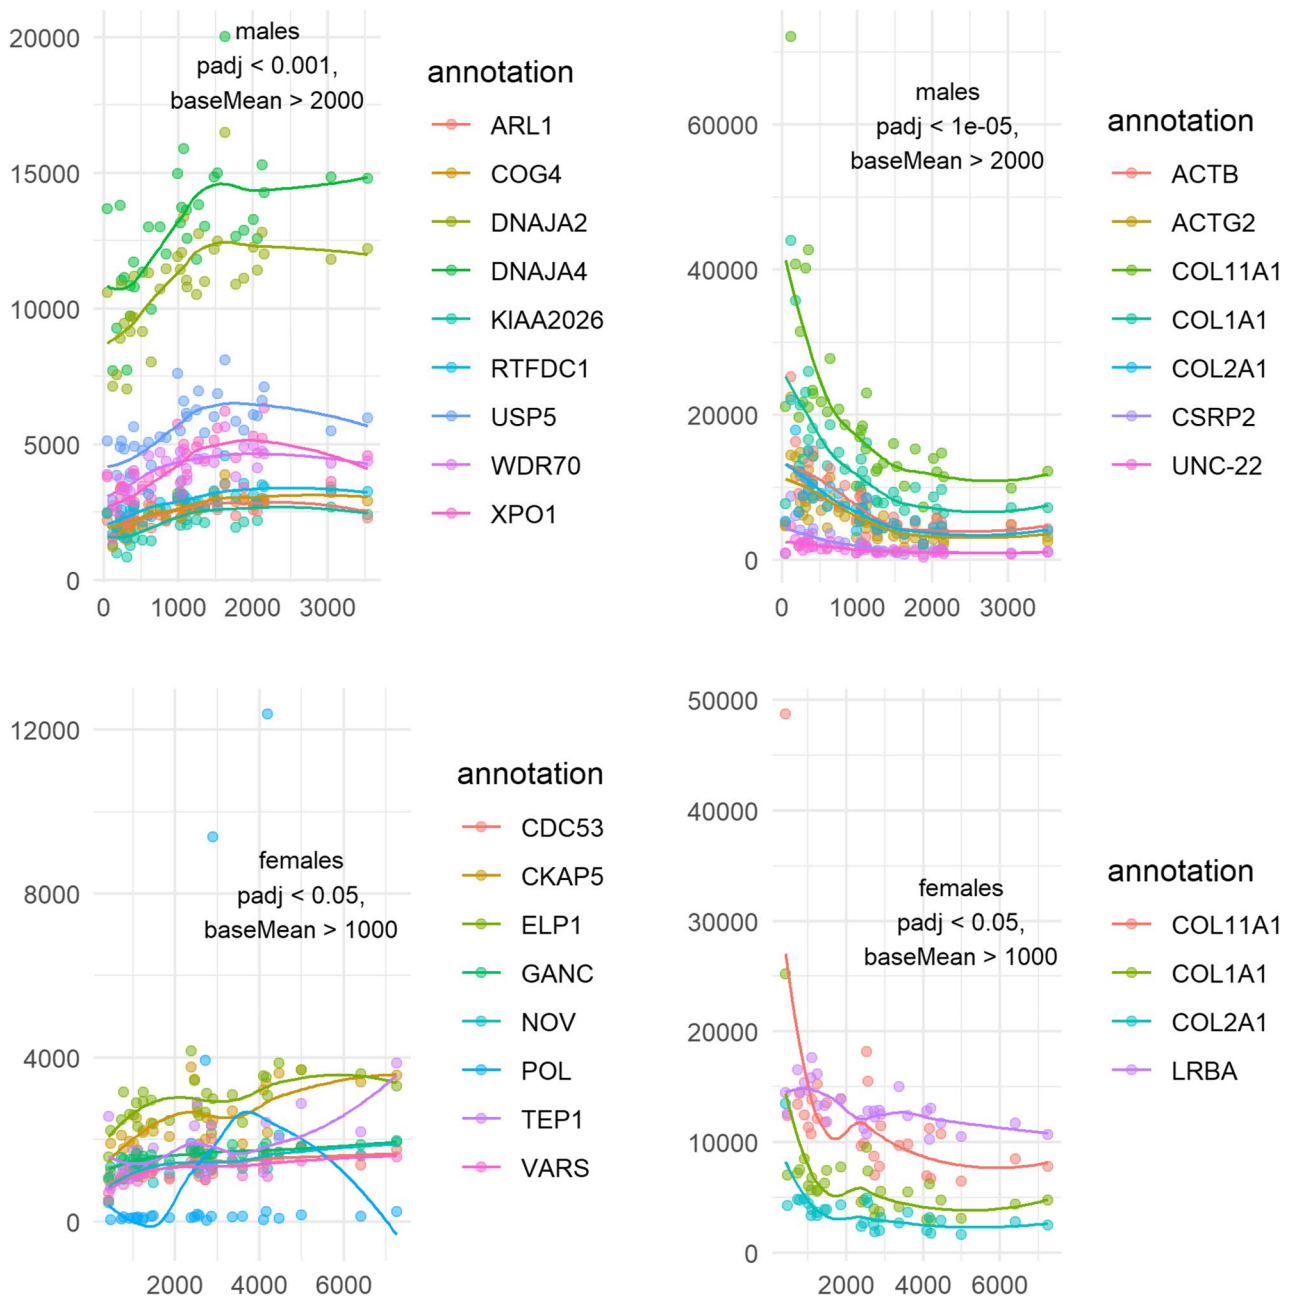 20000
15000
10000
5000
0
0
1000
2000
3000
males
padj < 0.001,
baseMean > 2000
annotation
ARL1
COG4
DNAJA2
DNAJA4
KIAA2026
RTFDC1
USP5
WDR70
XPO1
60000
40000
20000
0
0
1000
2000
3000
males
padj < 1e-05,
baseMean > 2000
annotation
ACTB
ACTG2
COL11A1
COL1A1
COL2A1
CSRP2
UNC-22
12000
8000
4000
0
2000
4000
6000
females
padj < 0.05,
baseMean > 1000
annotation
CDC53
CKAP5
ELP1
GANC
NOV
POL
TEP1
VARS
50000
40000
30000
20000
10000
0
2000
4000
6000
females
padj < 0.05,
baseMean > 1000
annotation
COL11A1
COL1A1
COL2A1
LRBA